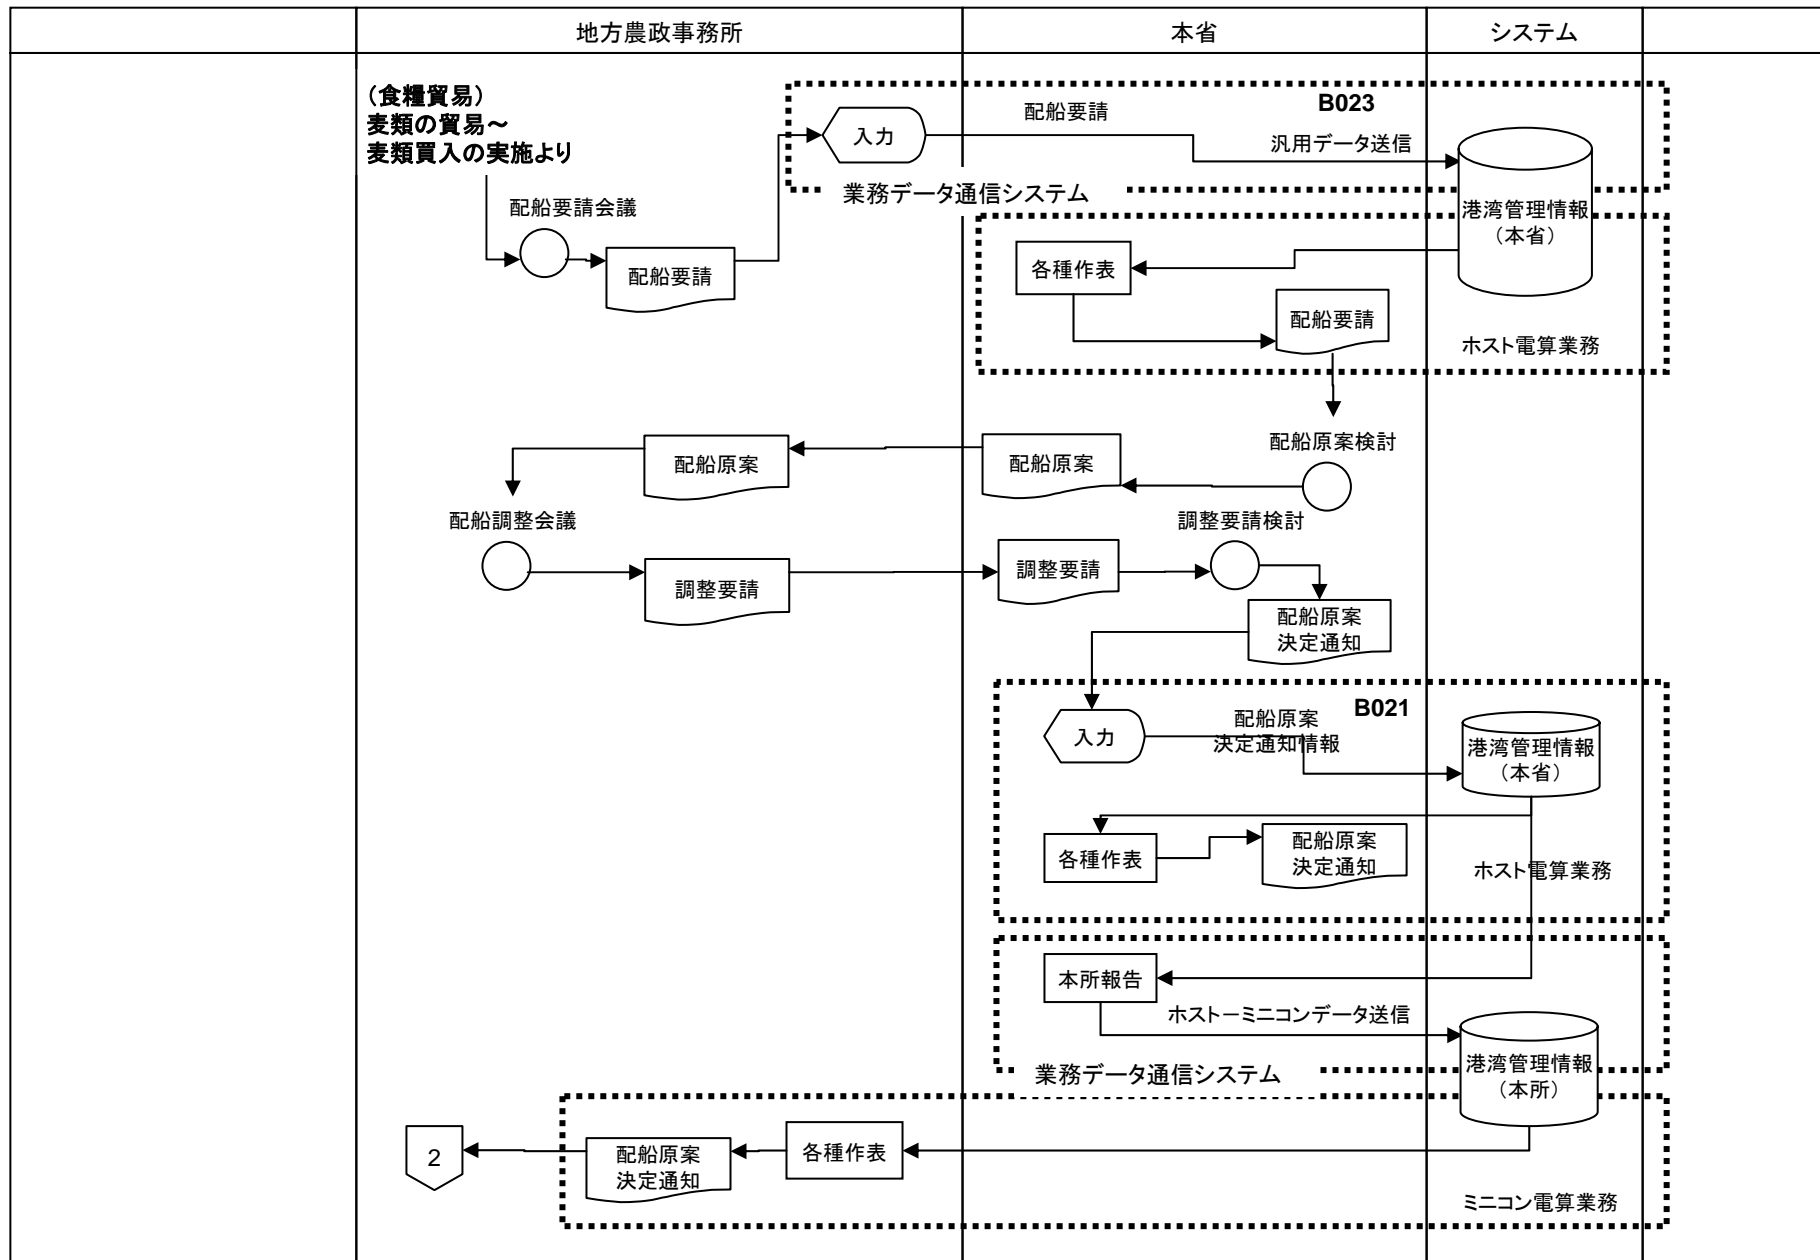 地方農政事務所
本省
システム
（食糧貿易）
麦類の貿易～
麦類買入の実施より
配船要請会議
配船要請
入力
配船要請
B023
汎用データ送信
業務データ通信システム
港湾管理情報
（本省）
各種作表
配船要請
ホスト電算業務
配船原案検討
配船原案
配船原案
配船調整会議
調整要請
調整要請
調整要請検討
配船原案
決定通知
入力
配船原案
決定通知情報
B021
港湾管理情報
（本省）
各種作表
配船原案
決定通知
ホスト電算業務
本所報告
ホスト－ミニコンデータ送信
業務データ通信システム
港湾管理情報
（本所）
各種作表
配船原案
決定通知
2
ミニコン電算業務